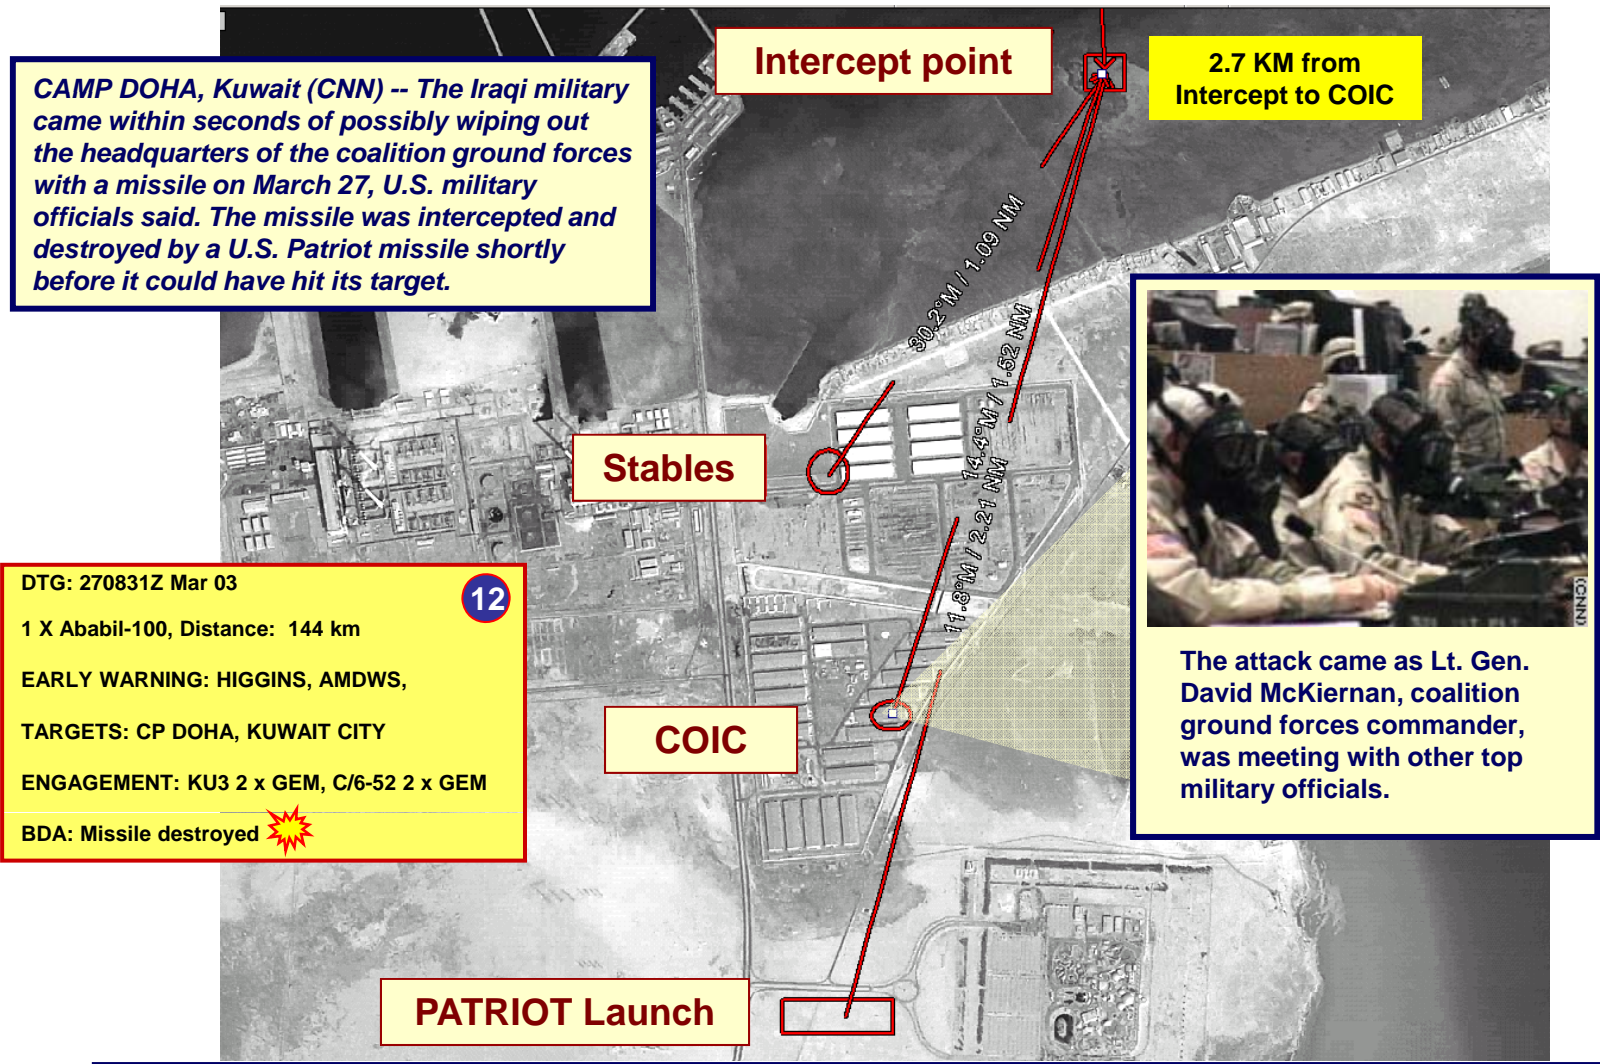 Intercept point
2.7 KM from
Intercept to COIC
CAMP DOHA, Kuwait (CNN) -- The Iraqi military
came within seconds of possibly wiping out
the headquarters of the coalition ground forces
with a missile on March 27, U.S. military
officials said. The missile was intercepted and
destroyed by a U.S. Patriot missile shortly
before it could have hit its target.
30.2°M / 1.09 NM
14.4°M / 1.52 NM
11.8°M / 2.21 NM
Stables
(CNN)
DTG: 270831Z Mar 03
12
1 X Ababil-100, Distance: 144 km
EARLY WARNING: HIGGINS, AMDWS,
TARGETS: CP DOHA, KUWAIT CITY
ENGAGEMENT: KU3 2 x GEM, C/6-52 2 x GEM
BDA: Missile destroyed
COIC
The attack came as Lt. Gen.
David McKiernan, coalition
ground forces commander,
was meeting with other top
military officials.
PATRIOT Launch